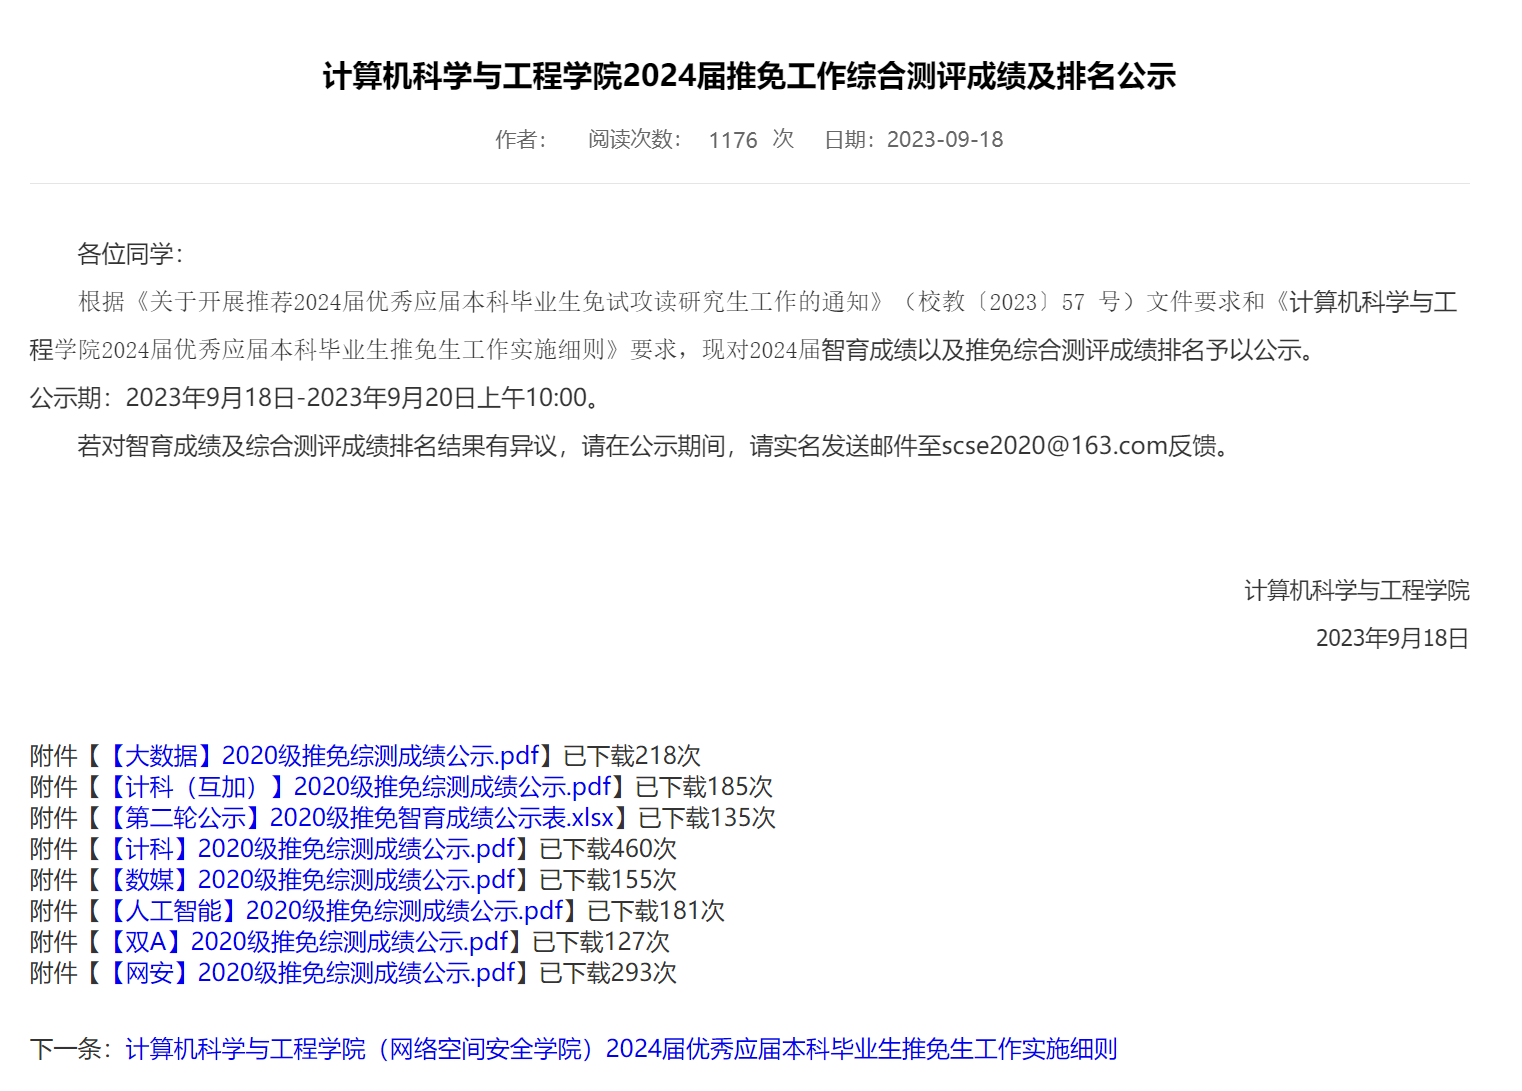 计算机科学与工程学院2024届推免工作综合测评成绩及排名公示
作者： 阅读次数： 1176 次 日期：2023-09-18
各位同学：
根据《关于开展推荐2024届优秀应届本科毕业生免试攻读研究生工作的通知》（校教〔2023〕57 号）文件要求和《计算机科学与工
程学院2024届优秀应届本科毕业生推免生工作实施细则》要求，现对2024届智育成绩以及推免综合测评成绩排名予以公示。
公示期：2023年9月18日-2023年9月20日上午10:00。
若对智育成绩及综合测评成绩排名结果有异议，请在公示期间，请实名发送邮件至scse2020@163.com反馈。
计算机科学与工程学院
2023年9月18日
附件【【大数据】2020级推免综测成绩公示.pdf】已下载218次
附件【【计科（互加）】2020级推免综测成绩公示.pdf】已下载185次
附件【【第二轮公示】2020级推免智育成绩公示表.xlsx】已下载135次
附件【【计科】2020级推免综测成绩公示.pdf】已下载460次
附件【【数媒】2020级推免综测成绩公示.pdf】已下载155次
附件【【人工智能】2020级推免综测成绩公示.pdf】已下载181次
附件【【双A】2020级推免综测成绩公示.pdf】已下载127次
附件【【网安】2020级推免综测成绩公示.pdf】已下载293次
下一条：计算机科学与工程学院（网络空间安全学院）2024届优秀应届本科毕业生推免生工作实施细则